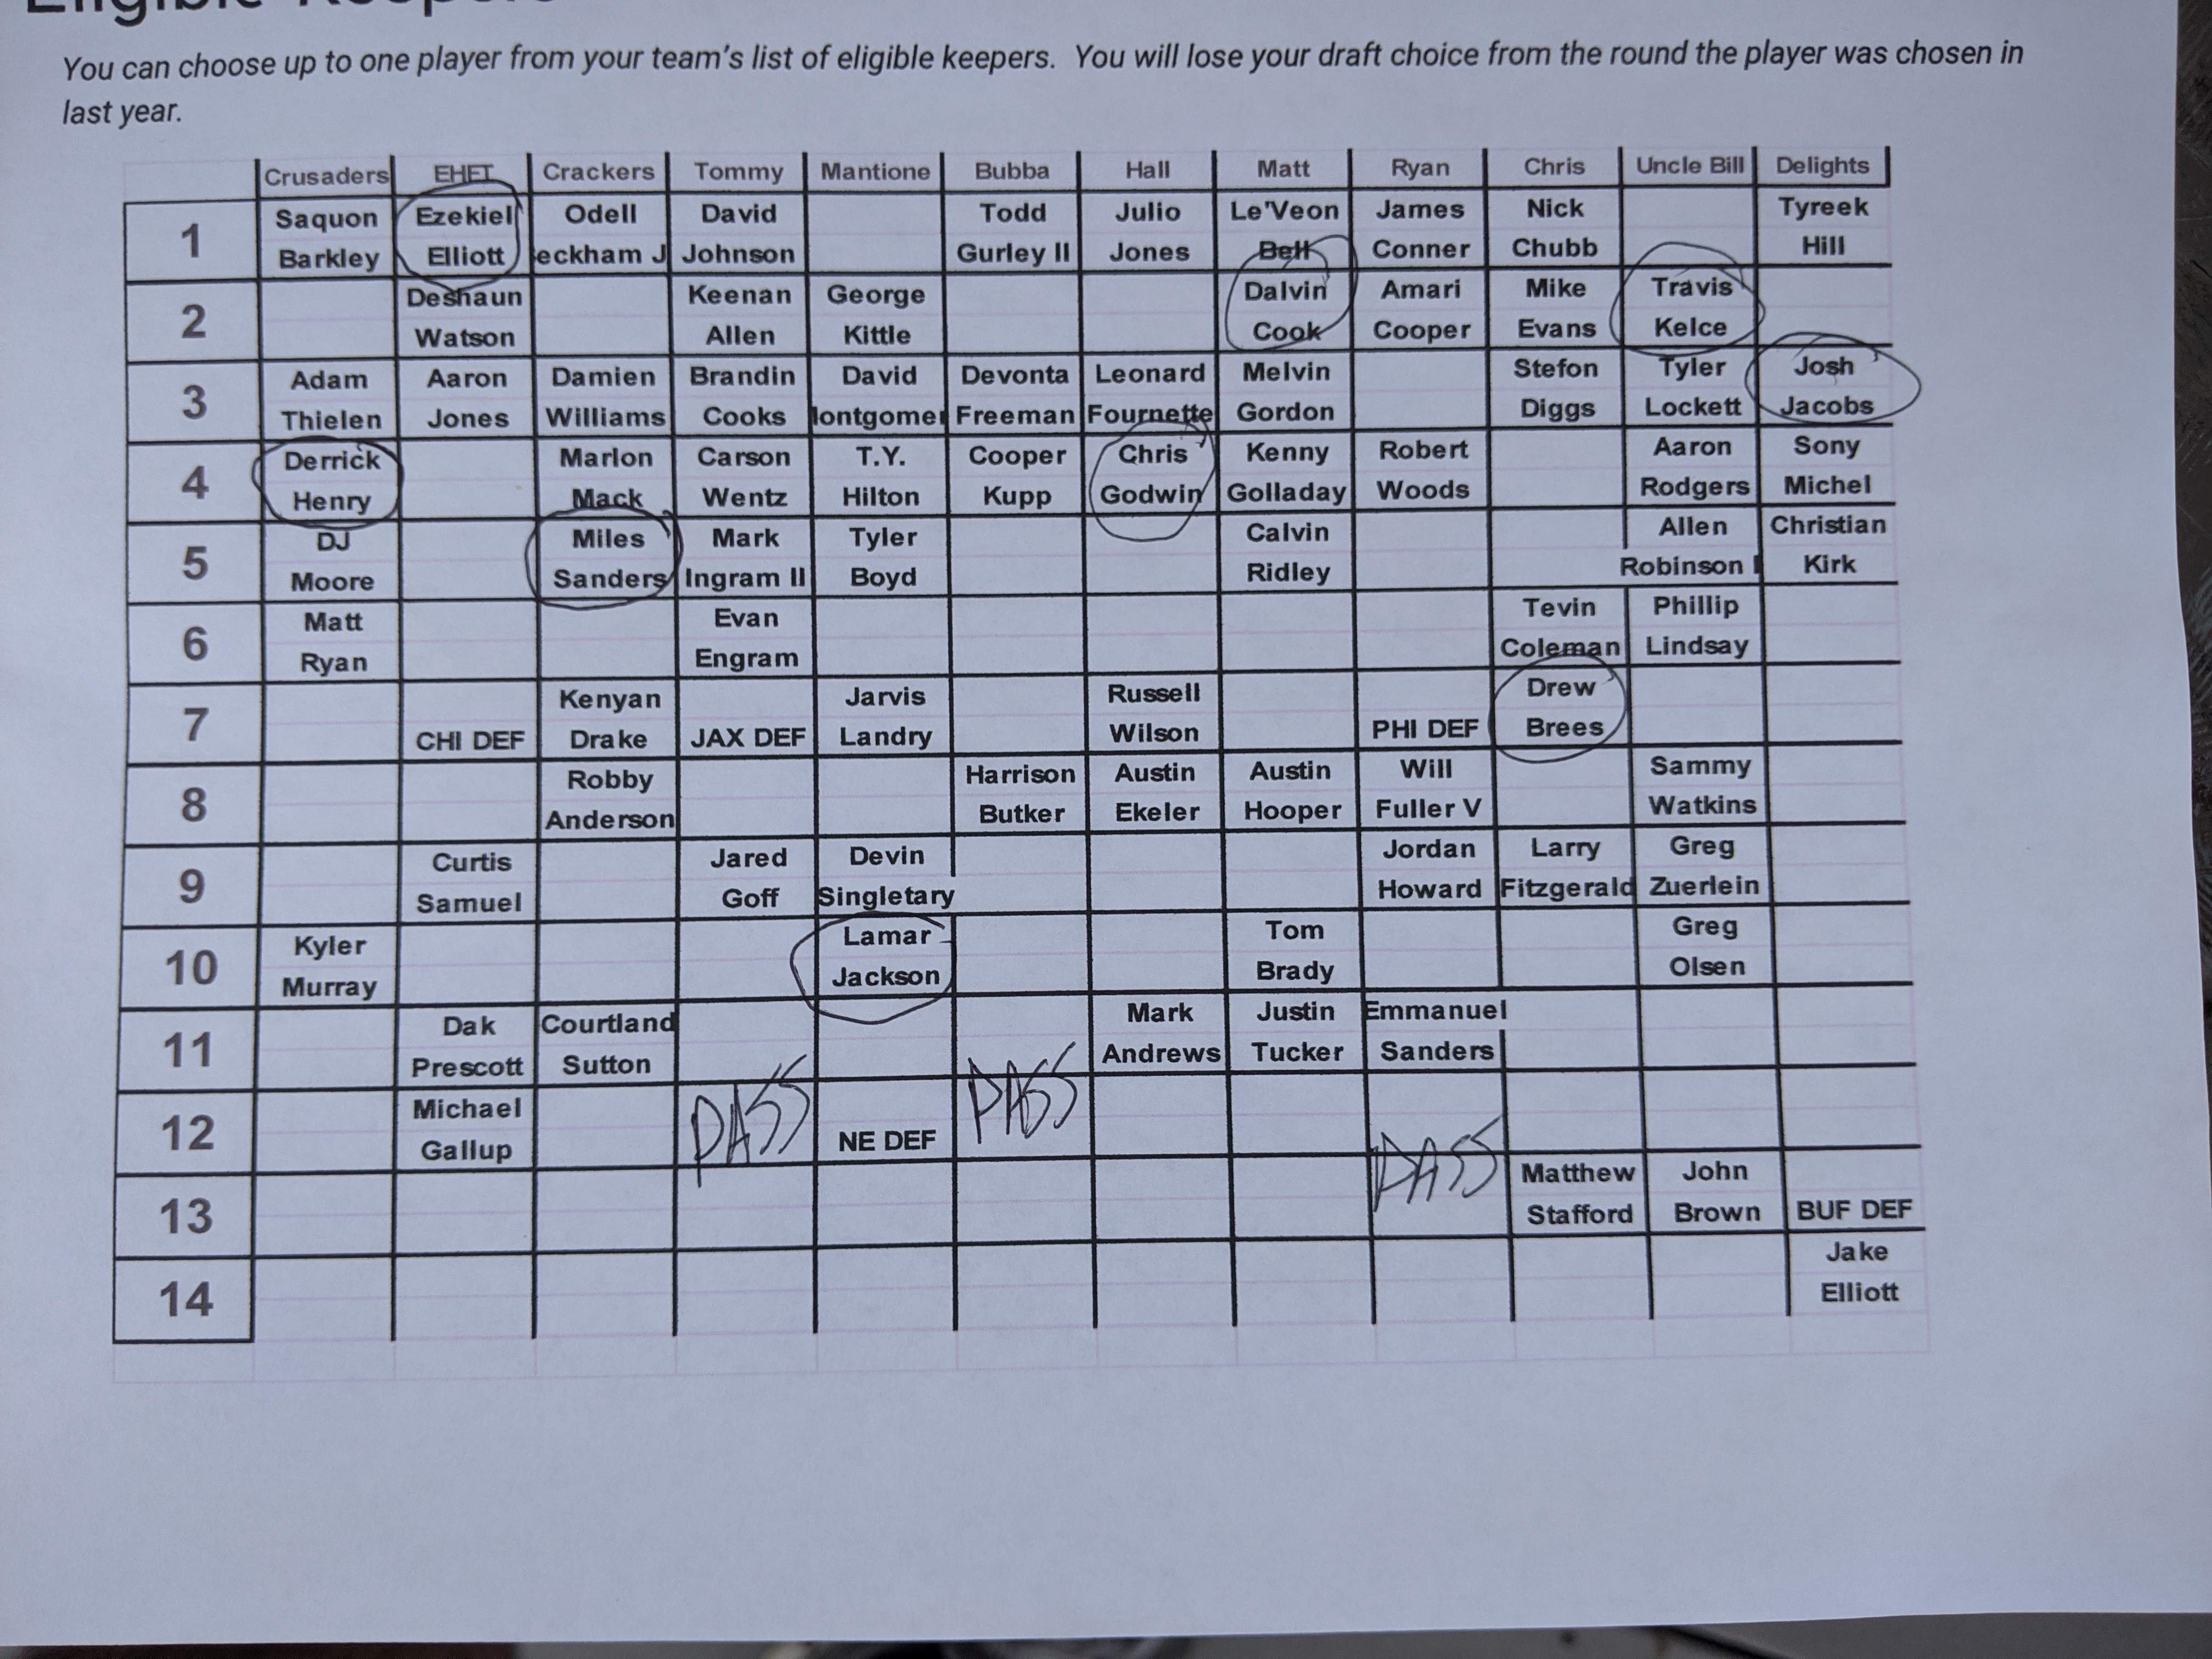 You can choose up to one player from your team's list of eligible keepers. You will lose your draft choice from the round the player was chosen in
last year.
Crusaders EHET Crackers Tommy Mantione Bubba Hall Matt Ryan Chris Uncle Bill Delights
1
Saquon Ezekiel Odell David Todd Julio Le'Veon James Nick Tyreek
Barkley Elliott eckham J Johnson Gurley II Jones Bell Conner Chubb Hill
2
Deshaun Keenan George Dalvin Amari Mike Travis
Watson Allen Kittle Cook Cooper Evans Kelce
3
Adam Aaron Damien Brandin David Devonta Leonard Melvin Stefon Tyler Josh
Thielen Jones Williams Cooks lontgomer Freeman Fournette Gordon Diggs Lockett Jacobs
4
Derrick Marlon Carson T.Y. Cooper Chris Kenny Robert Aaron Sony
Henry Mack Wentz Hilton Kupp Godwin Golladay Woods Rodgers Michel
5
DJ Miles Mark Tyler Calvin Allen Christian
Moore Sanders Ingram II Boyd Ridley Robinson I Kirk
6
Matt Evan Tevin Phillip
Ryan Engram Coleman Lindsay
7
Kenyan Jarvis Russell Drew
CHI DEF Drake JAX DEF Landry Wilson PHI DEF Brees
8
Robby Harrison Austin Austin Will Sammy
Anderson Butker Ekeler Hooper Fuller V Watkins
9
Curtis Jared Devin Jordan Larry Greg
Samuel Goff Singletary Howard Fitzgerald Zuerlein
10
Kyler Lamar Tom Greg
Murray Jackson Brady Olsen
11
Dak Courtland Mark Justin Emmanuel
Prescott Sutton Andrews Tucker Sanders
12
Michael PASS PASS
Gallup NE DEF
13
PASS Matthew John
Stafford Brown BUF DEF
14
Jake
Elliott